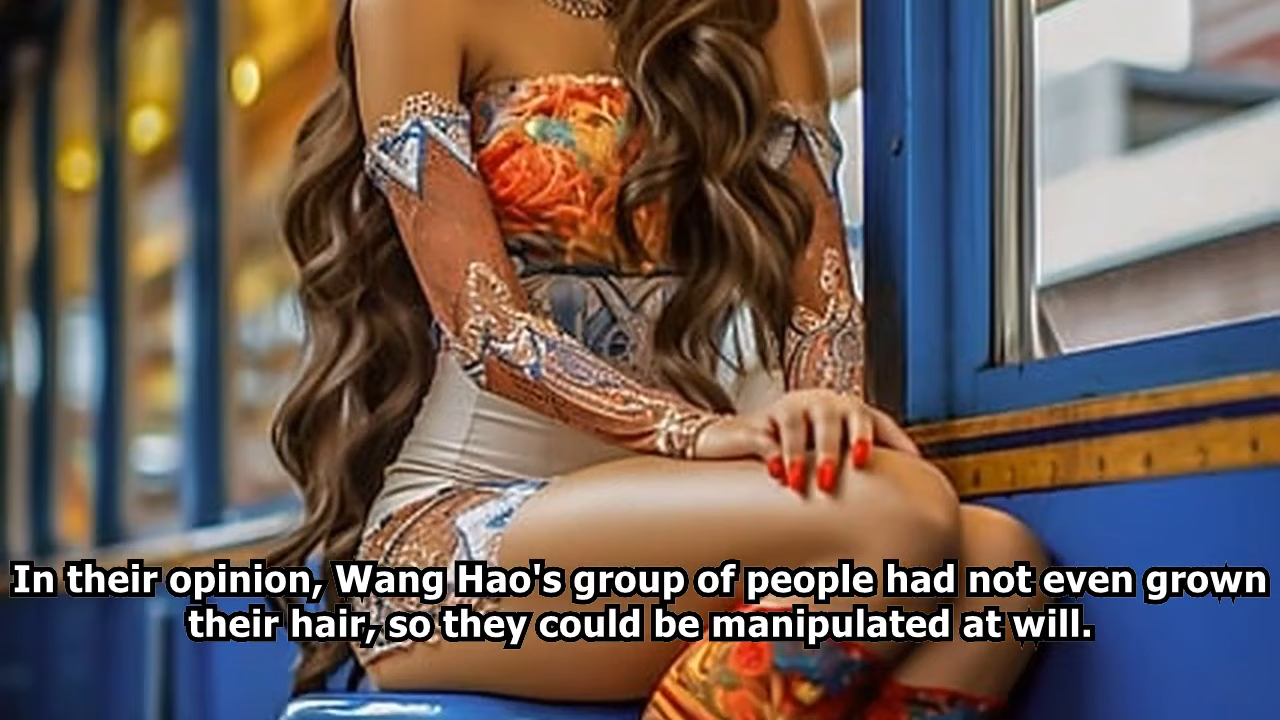 In their opinion, Wang Hao's group of people had not even grown
their hair, so they could be manipulated at will.